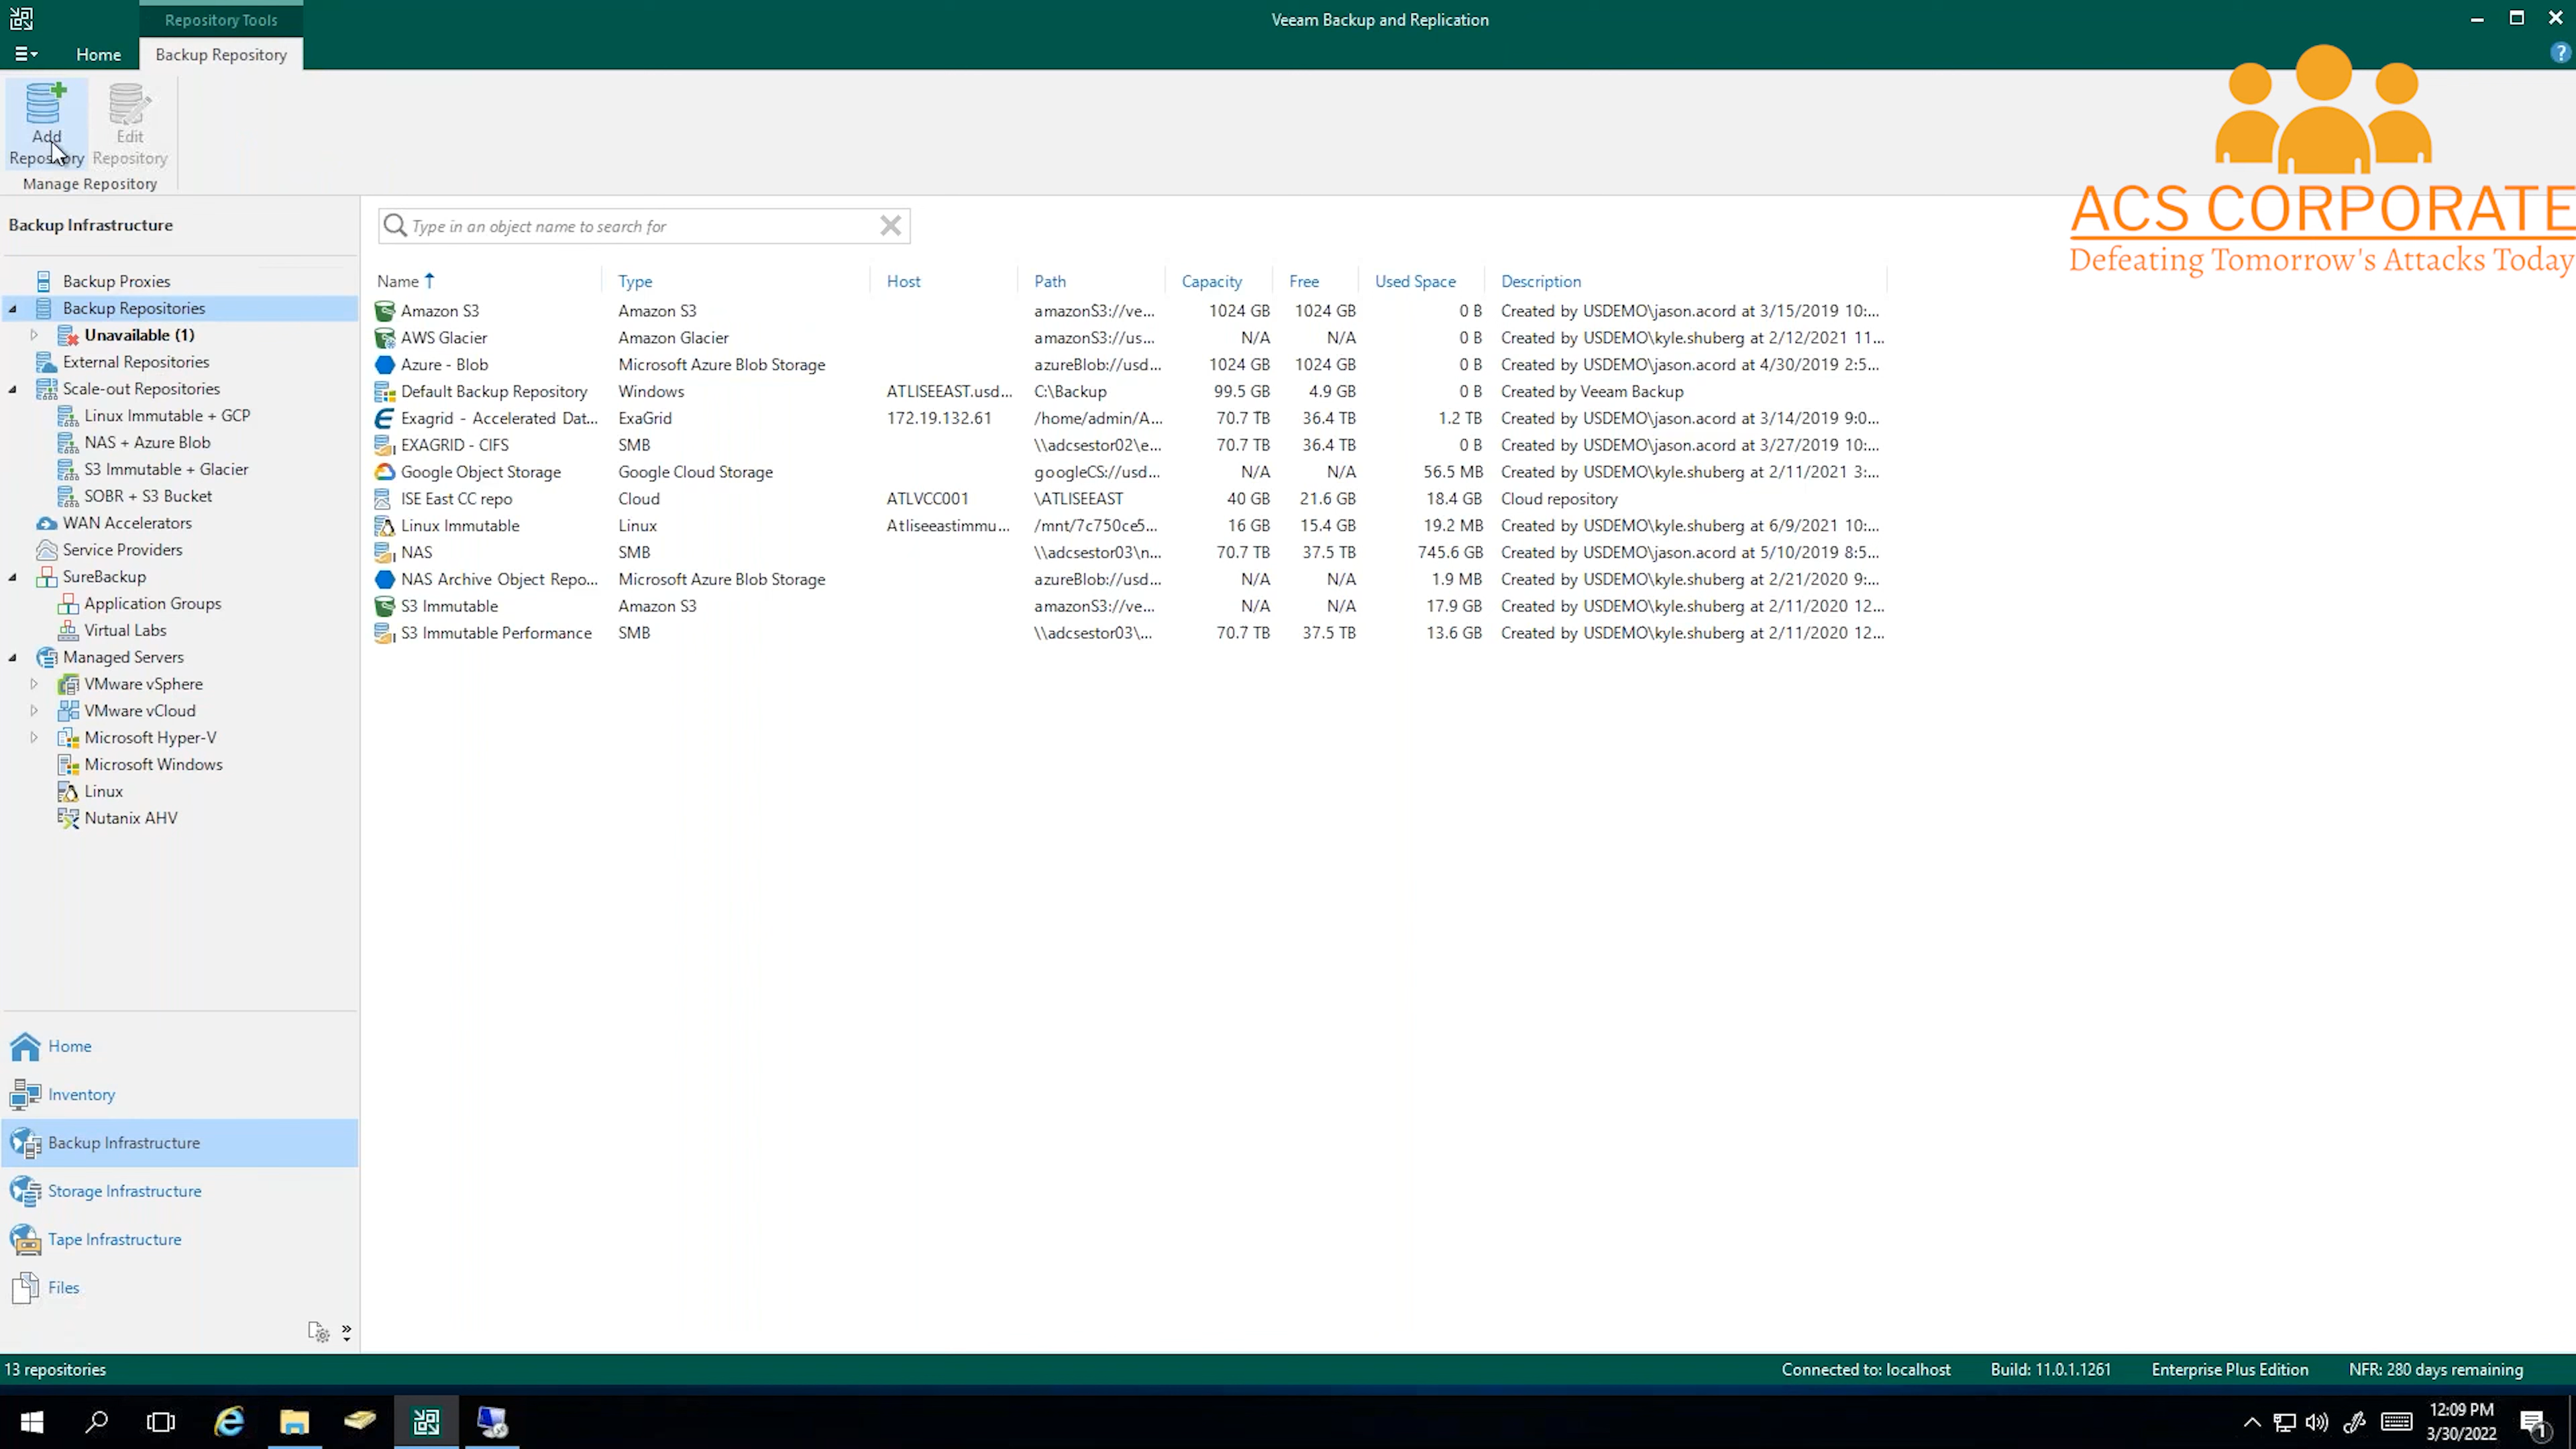 Repository Tools
Veeam Backup and Replication
Home
Backup Repository
Add Repository
Edit Repository
Manage Repository
ACS CORPORATE
Defeating Tomorrow's Attacks Today
Backup Infrastructure
Type in an object name to search for
Backup Proxies
Backup Repositories
Unavailable (1)
External Repositories
Scale-out Repositories
Linux Immutable + GCP
NAS + Azure Blob
S3 Immutable + Glacier
SOBR + S3 Bucket
WAN Accelerators
Service Providers
SureBackup
Application Groups
Virtual Labs
Managed Servers
VMware vSphere
VMware vCloud
Microsoft Hyper-V
Microsoft Windows
Linux
Nutanix AHV
Name Type Host Path Capacity Free Used Space Description
Amazon S3 Amazon S3 amazonS3://ve... 1024 GB 1024 GB 0 B Created by USDEMO\jason.acord at 3/15/2019 10:...
AWS Glacier Amazon Glacier amazonS3://us... N/A N/A 0 B Created by USDEMO\kyle.shuberg at 2/12/2021 11...
Azure - Blob Microsoft Azure Blob Storage azureBlob://usd... 1024 GB 1024 GB 0 B Created by USDEMO\jason.acord at 4/30/2019 2:5...
Default Backup Repository Windows ATLISEEAST.usd... C:\Backup 99.5 GB 4.9 GB 0 B Created by Veeam Backup
Exagrid - Accelerated Dat... ExaGrid 172.19.132.61 /home/admin/A... 70.7 TB 36.4 TB 1.2 TB Created by USDEMO\jason.acord at 3/14/2019 9:0...
EXAGRID - CIFS SMB \\adcsestor02\e... 70.7 TB 36.4 TB 0 B Created by USDEMO\jason.acord at 3/27/2019 10:...
Google Object Storage Google Cloud Storage googleCS://usd... N/A N/A 56.5 MB Created by USDEMO\kyle.shuberg at 2/11/2021 3:...
ISE East CC repo Cloud ATLVCC001 \ATLISEEAST 40 GB 21.6 GB 18.4 GB Cloud repository
Linux Immutable Linux Atliseeastimmu... /mnt/7c750ce5... 16 GB 15.4 GB 19.2 MB Created by USDEMO\kyle.shuberg at 6/9/2021 10:...
NAS SMB \\adcsestor03\n... 70.7 TB 37.5 TB 745.6 GB Created by USDEMO\jason.acord at 5/10/2019 8:5...
NAS Archive Object Repo... Microsoft Azure Blob Storage azureBlob://usd... N/A N/A 1.9 MB Created by USDEMO\kyle.shuberg at 2/21/2020 9:...
S3 Immutable Amazon S3 amazonS3://ve... N/A N/A 17.9 GB Created by USDEMO\kyle.shuberg at 2/11/2020 12...
S3 Immutable Performance SMB \\adcsestor03\... 70.7 TB 37.5 TB 13.6 GB Created by USDEMO\kyle.shuberg at 2/11/2020 12...
Home
Inventory
Backup Infrastructure
Storage Infrastructure
Tape Infrastructure
Files
13 repositories
Connected to: localhost
Build: 11.0.1.1261
Enterprise Plus Edition
NFR: 280 days remaining
12:09 PM
3/30/2022
1